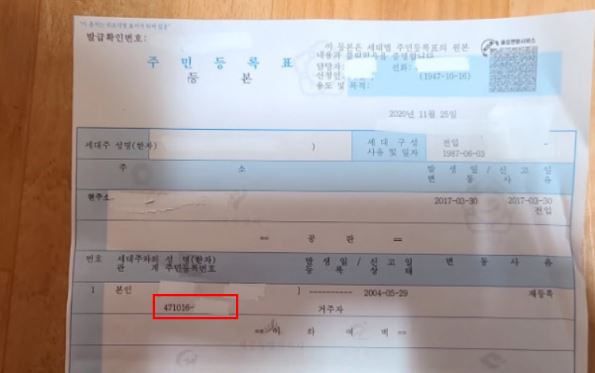 발급확인번호:
주 민 등 록 표
등 본
이 등본은 세대별 주민등록표의 원본
내용과 틀림없음을 증명합니다.
담당자: 전화:
신청인: (1947-10-16)
용도 및 목적:
2020년 11월 25일
세대주 성명(한자) )
세 대 구 성
사유 및 일자
전입
1987-06-03
-
주 소
발 생 일 / 신 고 일
변 동 사 유
현주소
2017-03-30 2017-03-30
전입
== 공 란 ==
번호
세대주와의 관 계
성 명(한자)
주민등록번호
발 생 일 / 신 고 일
등 록 상 태
변 동 사 유
1 본인 ) ---------- 2004-05-29 재등록
471016- 거주자
== 이 하 여 백 ==